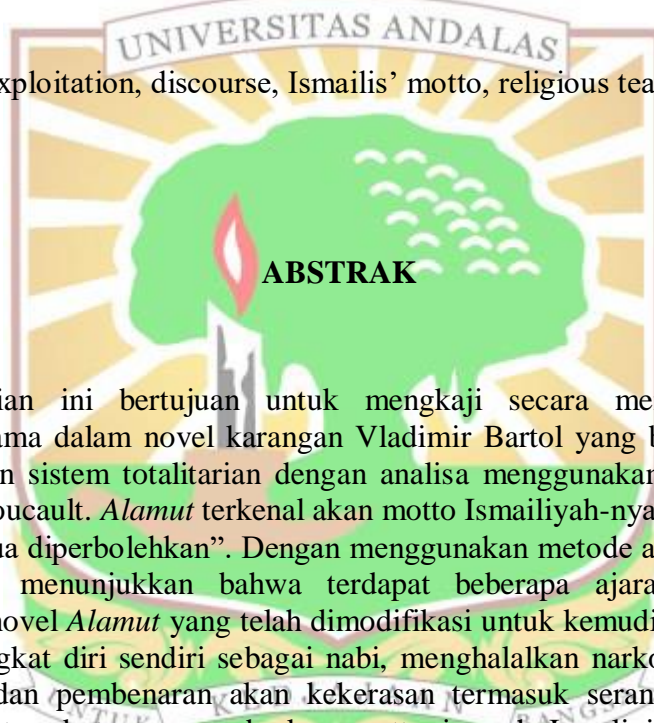 UNIVERSITAS ANDALAS
xploitation, discourse, Ismailis’ motto, religious tea
ABSTRAK
ian ini bertujuan untuk mengkaji secara me
ama dalam novel karangan Vladimir Bartol yang b
n sistem totalitarian dengan analisa menggunakan
oucault. Alamut terkenal akan motto Ismailiyah-nya
ua diperbolehkan”. Dengan menggunakan metode a
menunjukkan bahwa terdapat beberapa ajara
novel Alamut yang telah dimodifikasi untuk kemudi
gkat diri sendiri sebagai nabi, menghalalkan narko
dan pembenaran akan kekerasan termasuk seran
UNTUK